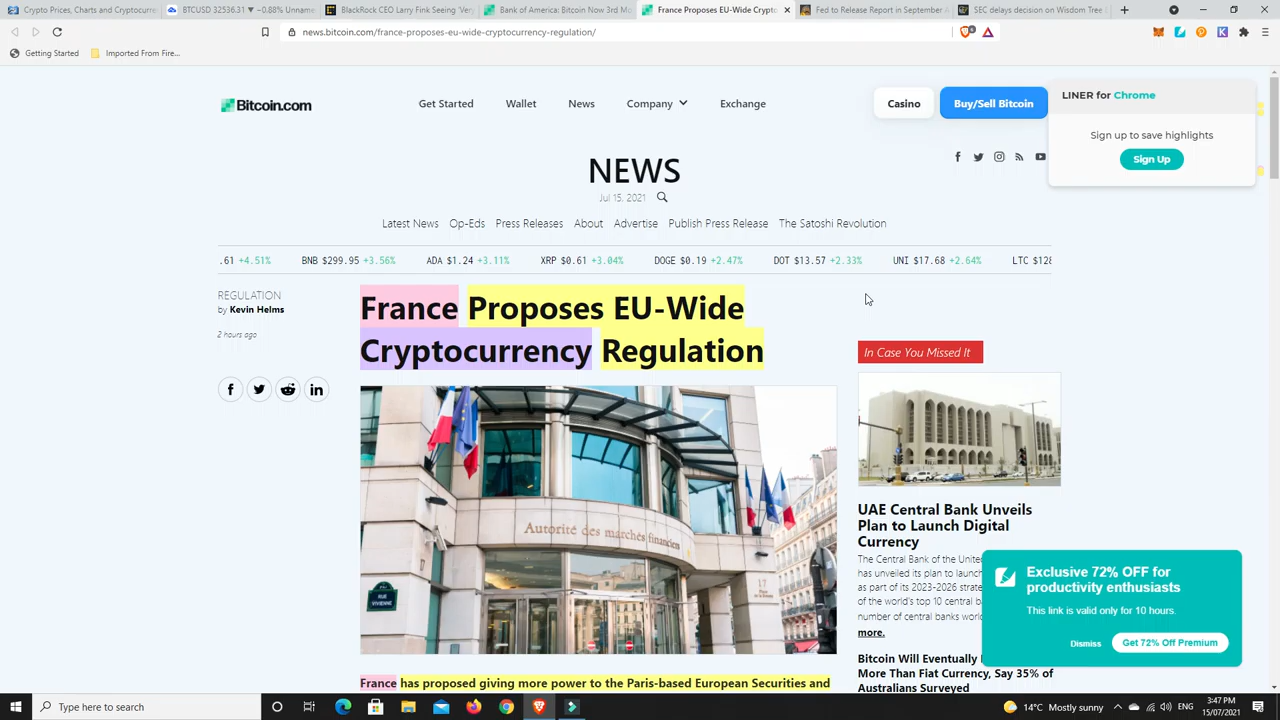 Crypto Prices, Charts and Cryptocurr
BTCUSD 32536.31 ▼ −0.88% Unname
BlackRock CEO Larry Fink Seeing 'Very
Bank of America: Bitcoin Now 3rd Mo
France Proposes EU-Wide Crypto
Fed to Release Report in September A
SEC delays decision on Wisdom Tree
news.bitcoin.com/france-proposes-eu-wide-cryptocurrency-regulation/
Getting Started
Imported From Fire...
Bitcoin.com
Get Started
Wallet
News
Company
Exchange
Casino
Buy/Sell Bitcoin
LINER for Chrome
Sign up to save highlights
Sign Up
NEWS
Jul 15, 2021
Latest News
Op-Eds
Press Releases
About
Advertise
Publish Press Release
The Satoshi Revolution
.61 +4.51%
BNB $299.95 +3.56%
ADA $1.24 +3.11%
XRP $0.61 +3.04%
DOGE $0.19 +2.47%
DOT $13.57 +2.33%
UNI $17.68 +2.64%
LTC $128
REGULATION
by Kevin Helms
2 hours ago
France Proposes EU-Wide
Cryptocurrency Regulation
Autorité des marchés financiers
17
RUE
VIVIENNE
France has proposed giving more power to the Paris-based European Securities and
In Case You Missed It
UAE Central Bank Unveils
Plan to Launch Digital
Currency
The Central Bank of the United
has unveiled its plan to launch
as part of its 2023-2026 strate
of the world's top 10 central ba
number of central banks world
more.
Bitcoin Will Eventually
More Than Fiat Currency, Say 35% of
Australians Surveyed
Exclusive 72% OFF for
productivity enthusiasts
This link is valid only for 10 hours.
Dismiss
Get 72% Off Premium
Type here to search
14°C Mostly sunny
ENG
3:47 PM
15/07/2021